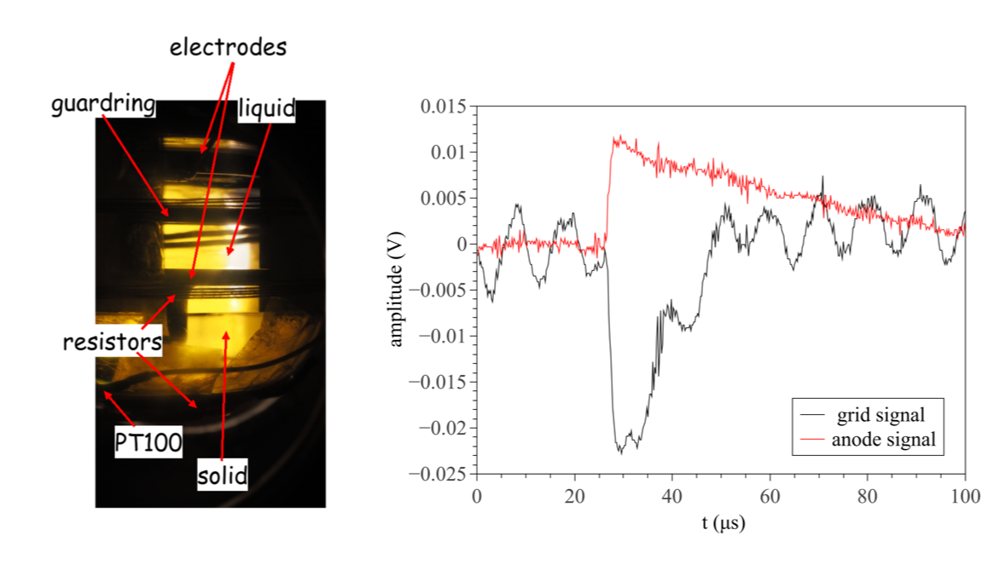 electrodes
guardring
liquid
resistors
PT100
solid
0.015
0.01
0.005
0
−0.005
−0.01
−0.015
−0.02
−0.025
amplitude (V)
0 20 40 60 80 100
t (μs)
grid signal
anode signal